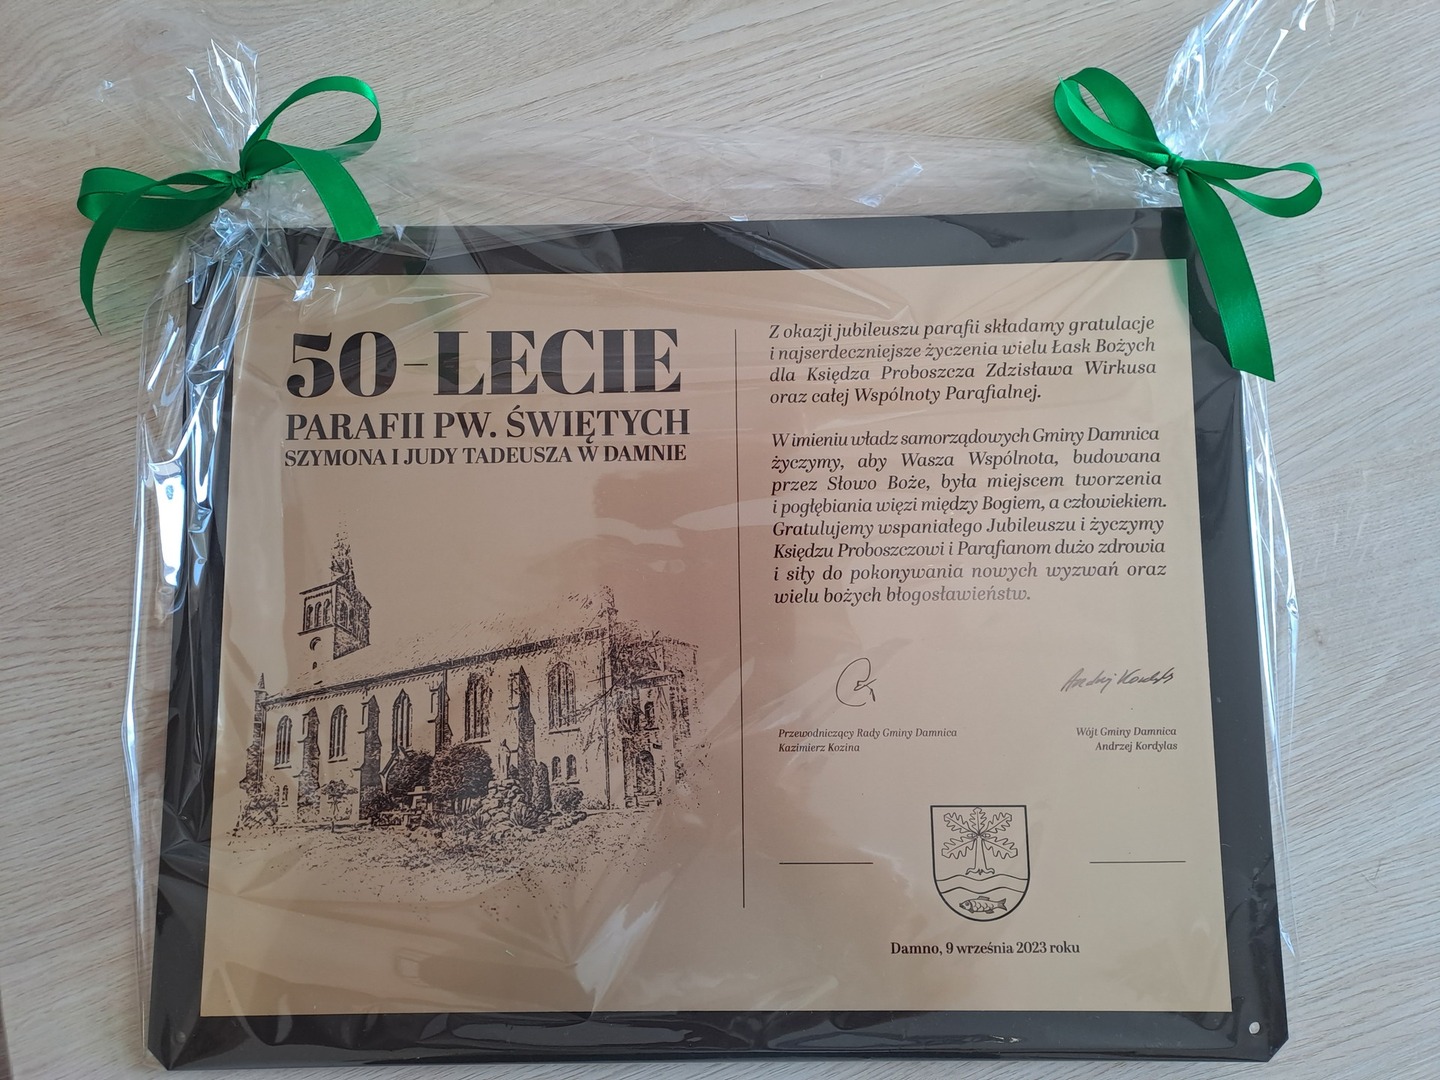 50-LECIE
PARAFII PW. ŚWIĘTYCH
SZYMONA I JUDY TADEUSZA W DAMNIE
Z okazji jubileuszu parafii składamy gratulacje
i najserdeczniejsze życzenia wielu Łask Bożych
dla Księdza Proboszcza Zdzisława Wirkusa
oraz całej Wspólnoty Parafialnej.
W imieniu władz samorządowych Gminy Damnica
życzymy, aby Wasza Wspólnota, budowana
przez Słowo Boże, była miejscem tworzenia
i pogłębiania więzi między Bogiem, a człowiekiem.
Gratulujemy wspaniałego Jubileuszu i życzymy
Księdzu Proboszczowi i Parafianom dużo zdrowia
i siły do pokonywania nowych wyzwań oraz
wielu bożych błogosławieństw.
Andrzej Kordylas
Przewodniczący Rady Gminy Damnica
Kazimierz Kozina
Wójt Gminy Damnica
Andrzej Kordylas
Damno, 9 września 2023 roku